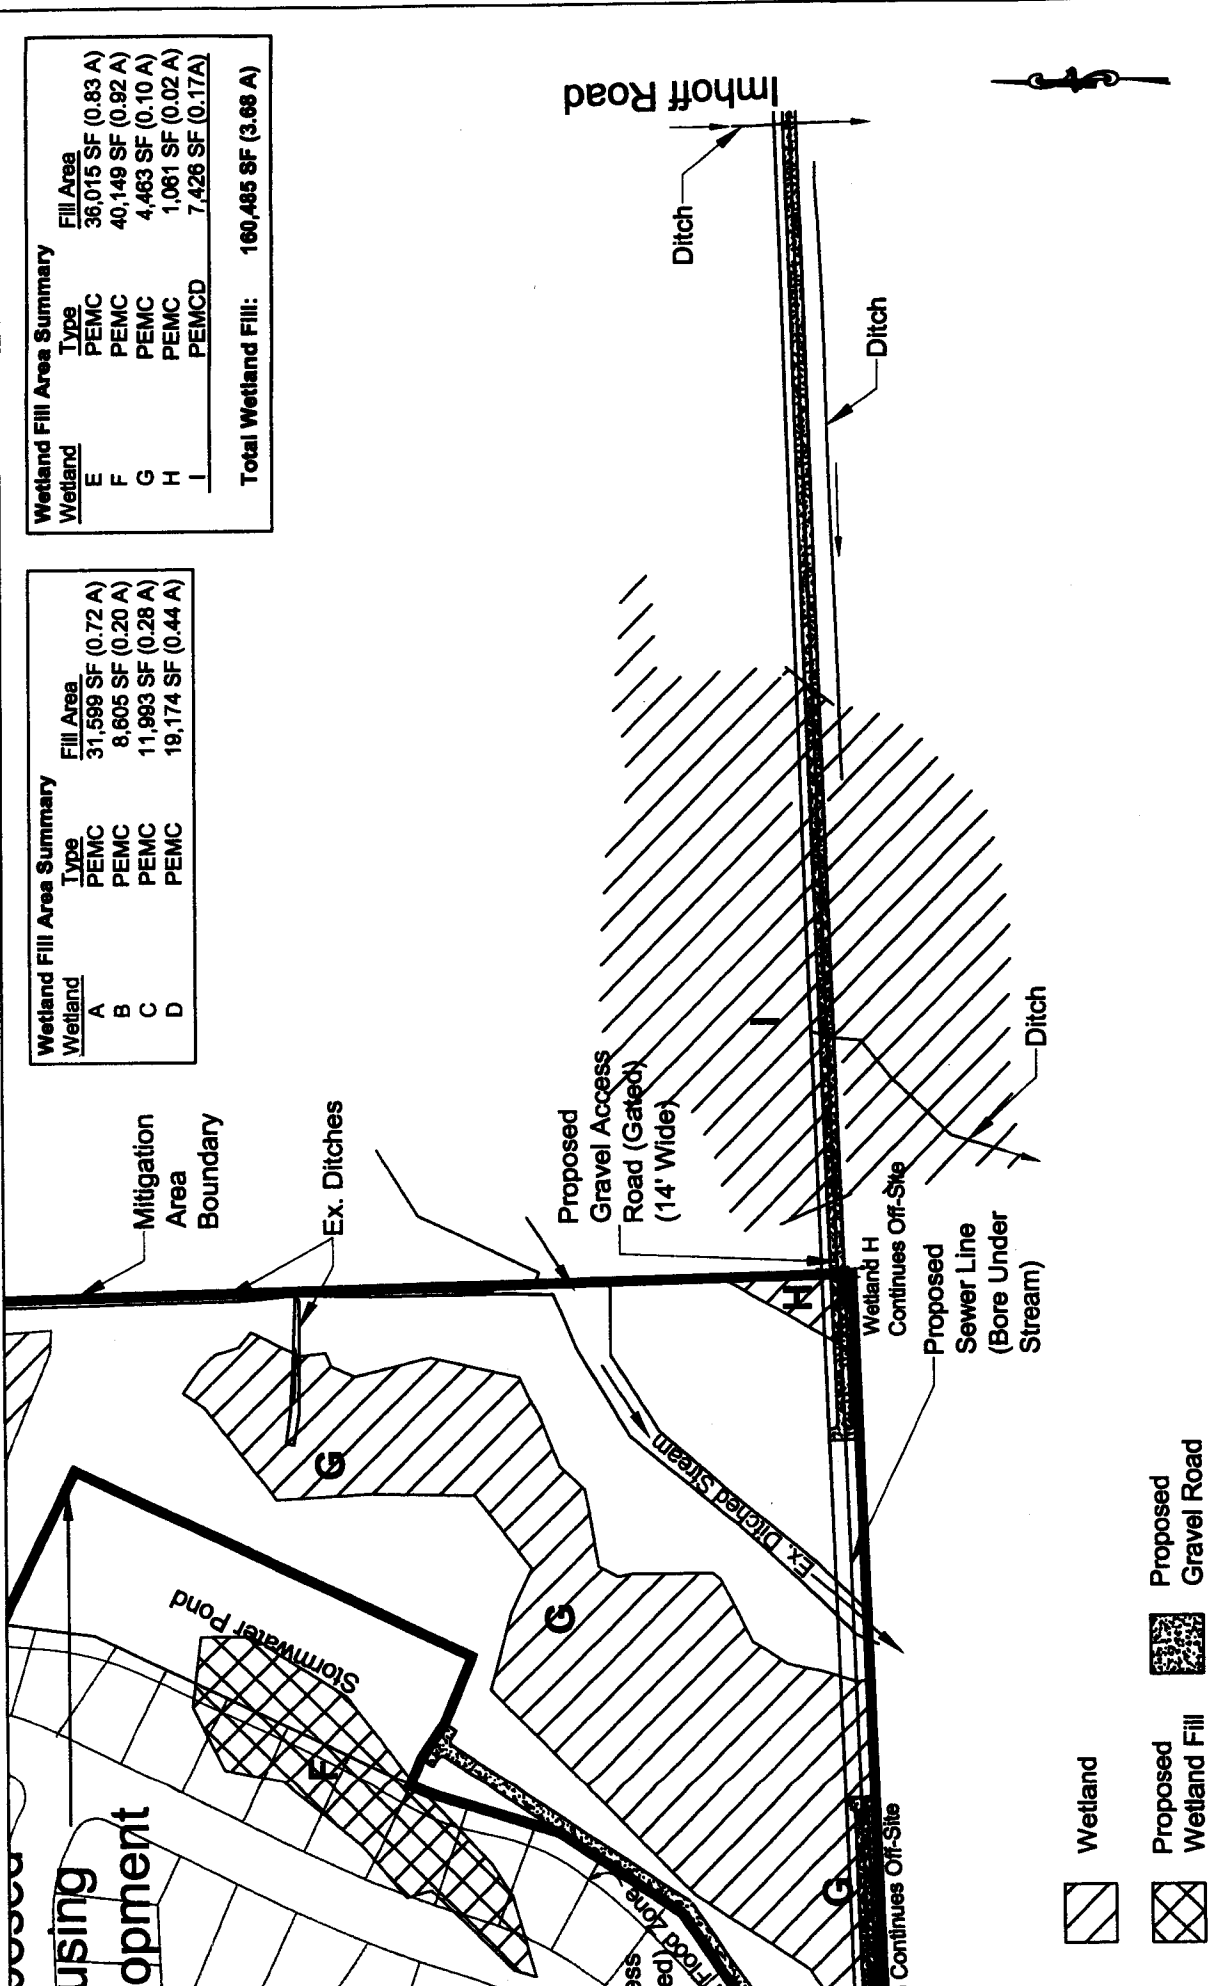 Wetland Fill Area Summary
Wetland Type Fill Area
A PEMC 31,599 SF (0.72 A)
B PEMC 8,605 SF (0.20 A)
C PEMC 11,993 SF (0.28 A)
D PEMC 19,174 SF (0.44 A)
Wetland Fill Area Summary
Wetland Type Fill Area
E PEMC 36,015 SF (0.83 A)
F PEMC 40,149 SF (0.92 A)
G PEMC 4,463 SF (0.10 A)
H PEMC 1,061 SF (0.02 A)
I PEMCD 7,426 SF (0.17A)
Total Wetland Fill: 160,485 SF (3.68 A)
using
opment
Mitigation
Area
Boundary
Ex. Ditches
Stormwater Pond
F
G
G
G
H
I
Proposed
Gravel Access
Road (Gated)
(14' Wide)
Imhoff Road
Ditch
Ditch
Ditch
Ex. Ditched Stream
Flood Zone
ess
ed)
Wetland H
Continues Off-Site
Proposed
Sewer Line
(Bore Under
Stream)
Continues Off-Site
Wetland
Proposed
Wetland Fill
Proposed
Gravel Road